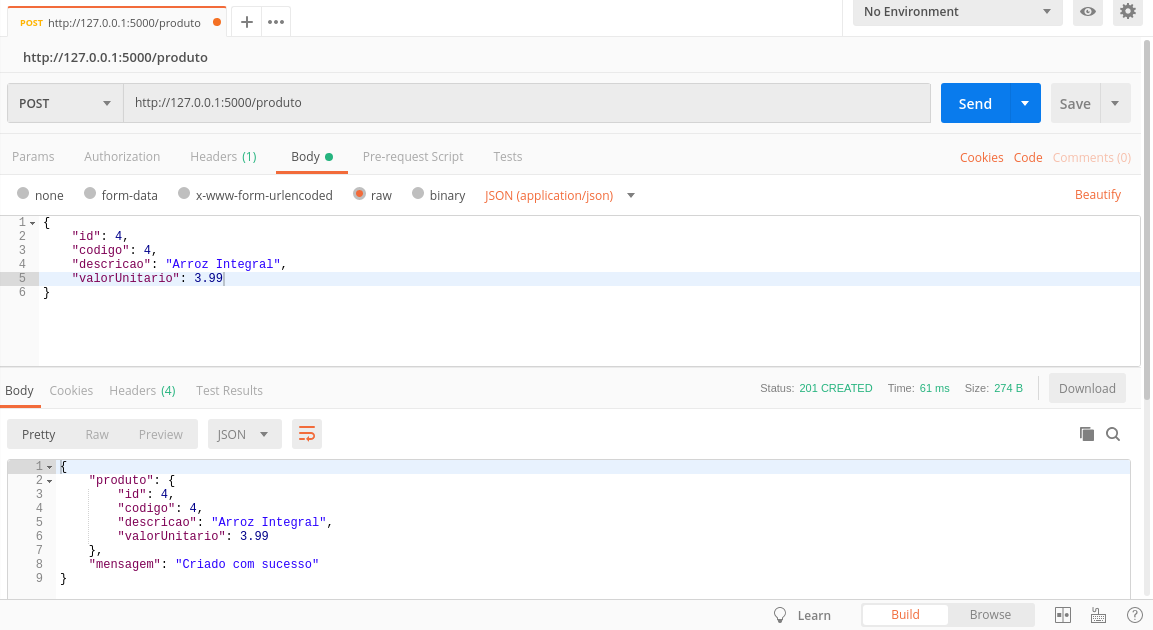 POST http://127.0.0.1:5000/produto + ••• No Environment
http://127.0.0.1:5000/produto
POST http://127.0.0.1:5000/produto Send Save
Params Authorization Headers (1) Body Pre-request Script Tests Cookies Code Comments (0)
none form-data x-www-form-urlencoded raw binary JSON (application/json) Beautify
1 {
2 "id": 4,
3 "codigo": 4,
4 "descricao": "Arroz Integral",
5 "valorUnitario": 3.99
6 }
Body Cookies Headers (4) Test Results Status: 201 CREATED Time: 61 ms Size: 274 B Download
Pretty Raw Preview JSON
1 {
2 "produto": {
3 "id": 4,
4 "codigo": 4,
5 "descricao": "Arroz Integral",
6 "valorUnitario": 3.99
7 },
8 "mensagem": "Criado com sucesso"
9 }
Learn Build Browse ?